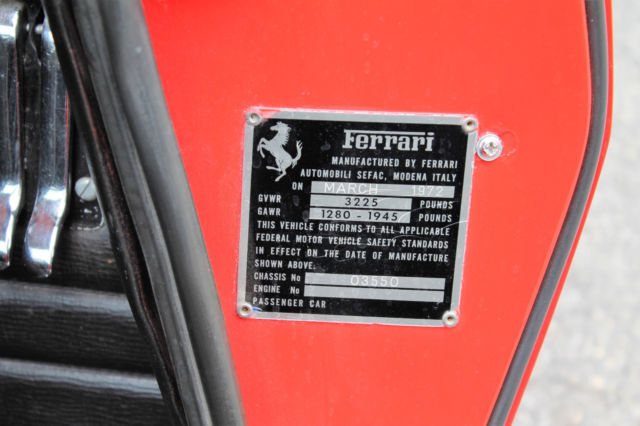 Ferrari
MANUFACTURED BY FERRARI
AUTOMOBILI SEFAC, MODENA ITALY
ON MARCH 1972
GVWR 3225 POUNDS
GAWR 1280 - 1945 POUNDS
THIS VEHICLE CONFORMS TO ALL APPLICABLE
FEDERAL MOTOR VEHICLE SAFETY STANDARDS
IN EFFECT ON THE DATE OF MANUFACTURE
SHOWN ABOVE.
CHASSIS No 03550
ENGINE No
PASSENGER CAR